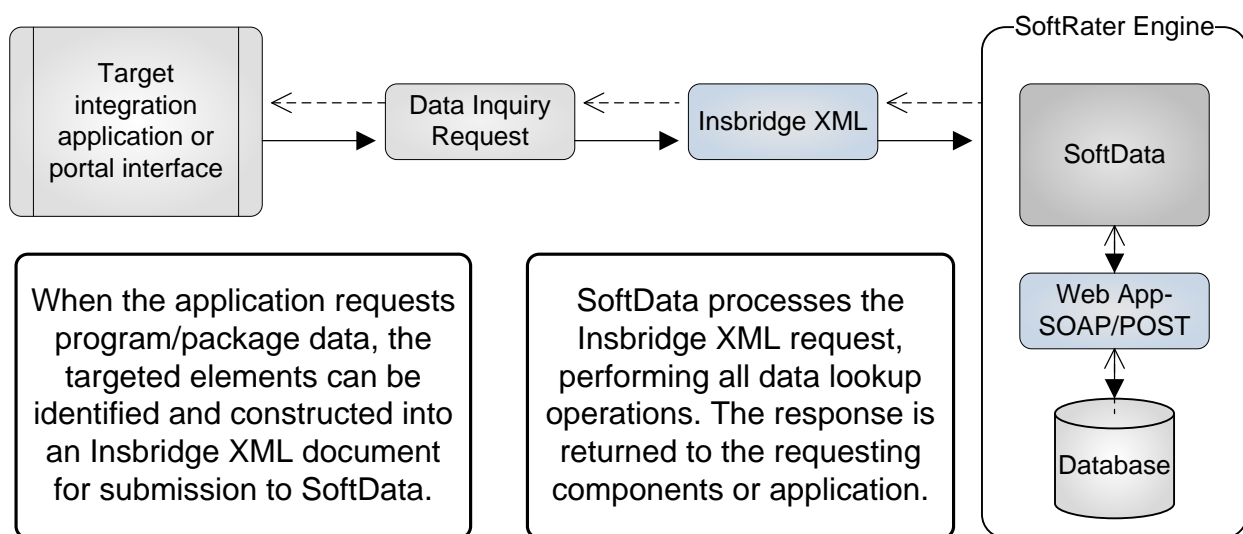 SoftRater Engine
Target
integration
application or
portal interface
Data Inquiry
Request
Insbridge XML
SoftData
Web App-
SOAP/POST
Database
When the application requests
program/package data, the
targeted elements can be
identified and constructed into
an Insbridge XML document
for submission to SoftData.
SoftData processes the
Insbridge XML request,
performing all data lookup
operations. The response is
returned to the requesting
components or application.